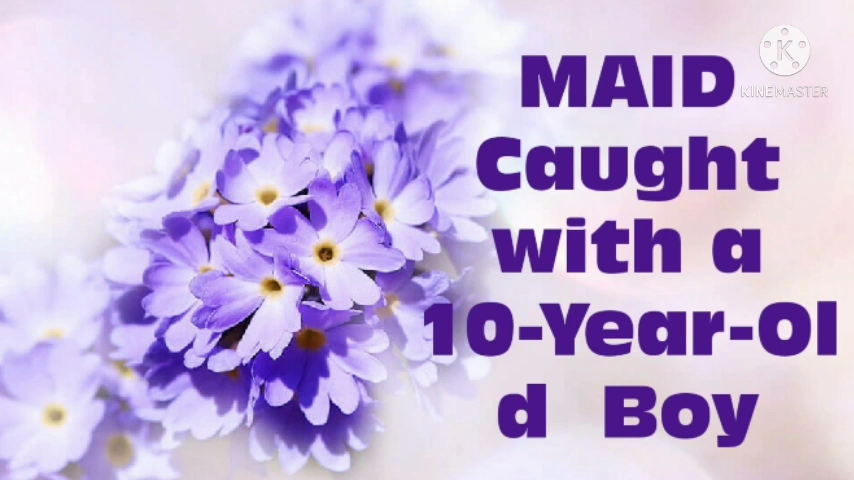 MAID
KINEMASTER
Caught
with a
10-Year-Ol
d Boy